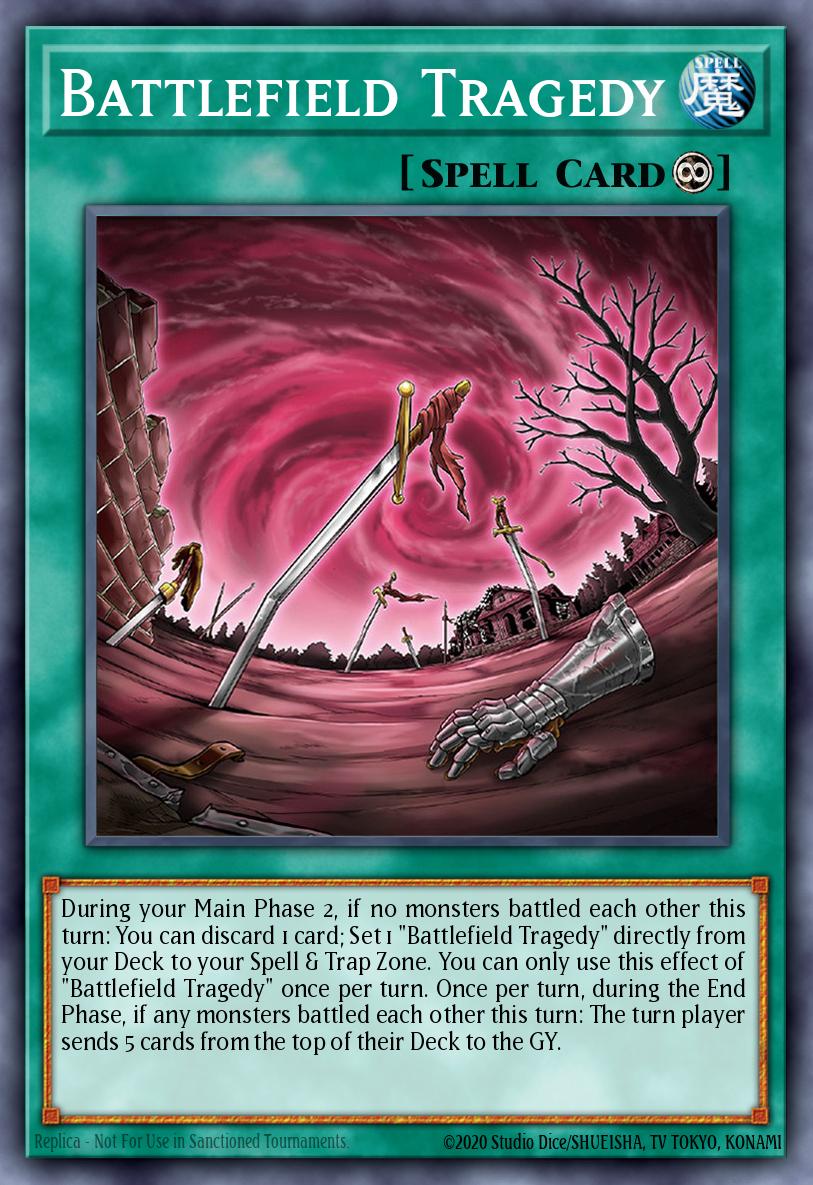 Battlefield Tragedy
SPELL
魔
[Spell Card∞]
During your Main Phase 2, if no monsters battled each other this
turn: You can discard 1 card; Set 1 "Battlefield Tragedy" directly from
your Deck to your Spell & Trap Zone. You can only use this effect of
"Battlefield Tragedy" once per turn. Once per turn, during the End
Phase, if any monsters battled each other this turn: The turn player
sends 5 cards from the top of their Deck to the GY.
Replica - Not For Use in Sanctioned Tournaments.
©2020 Studio Dice/SHUEISHA, TV TOKYO, KONAMI